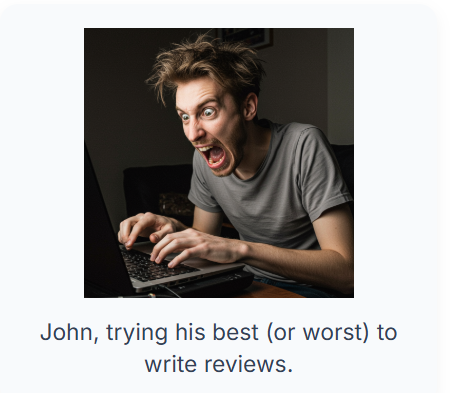 John, trying his best (or worst) to
write reviews.